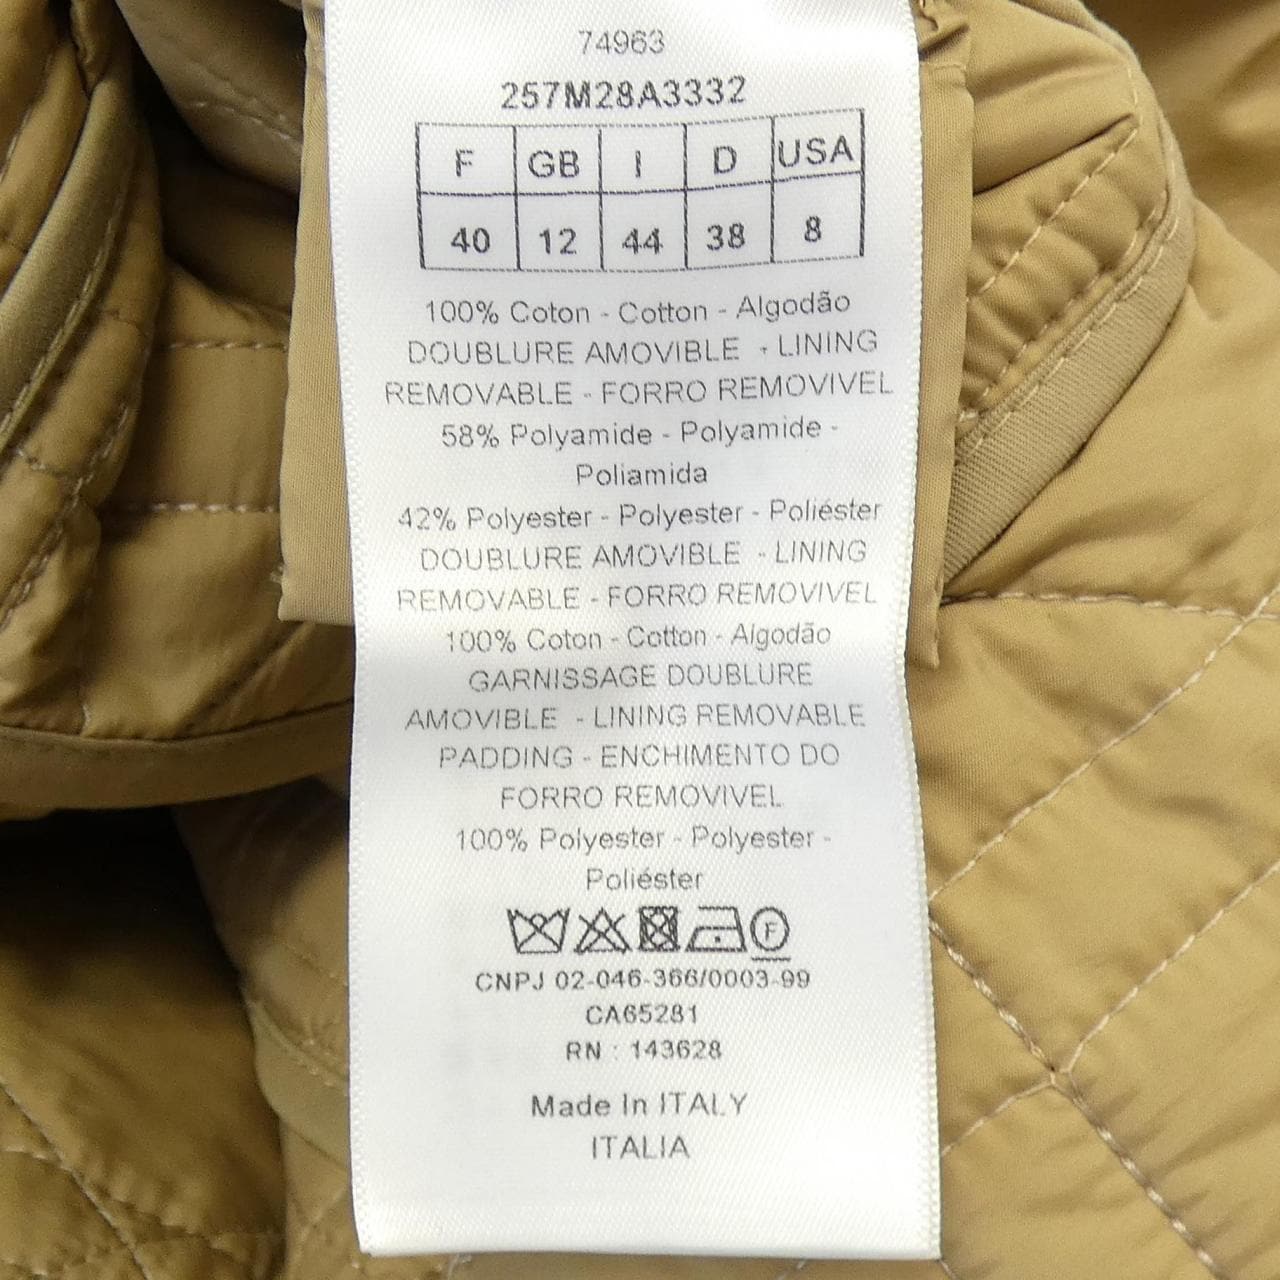 74963
257M28A3332
F GB I D USA
40 12 44 38 8
100% Coton - Cotton - Algodão
DOUBLURE AMOVIBLE - LINING
REMOVABLE - FORRO REMOVIVEL
58% Polyamide - Polyamide -
Poliamida
42% Polyester - Polyester - Poliéster
DOUBLURE AMOVIBLE - LINING
REMOVABLE - FORRO REMOVIVEL
100% Coton - Cotton - Algodão
GARNISSAGE DOUBLURE
AMOVIBLE - LINING REMOVABLE
PADDING - ENCHIMENTO DO
FORRO REMOVIVEL
100% Polyester - Polyester -
Poliéster
F
CNPJ 02-046-366/0003-99
CA65281
RN : 143628
Made In ITALY
ITALIA